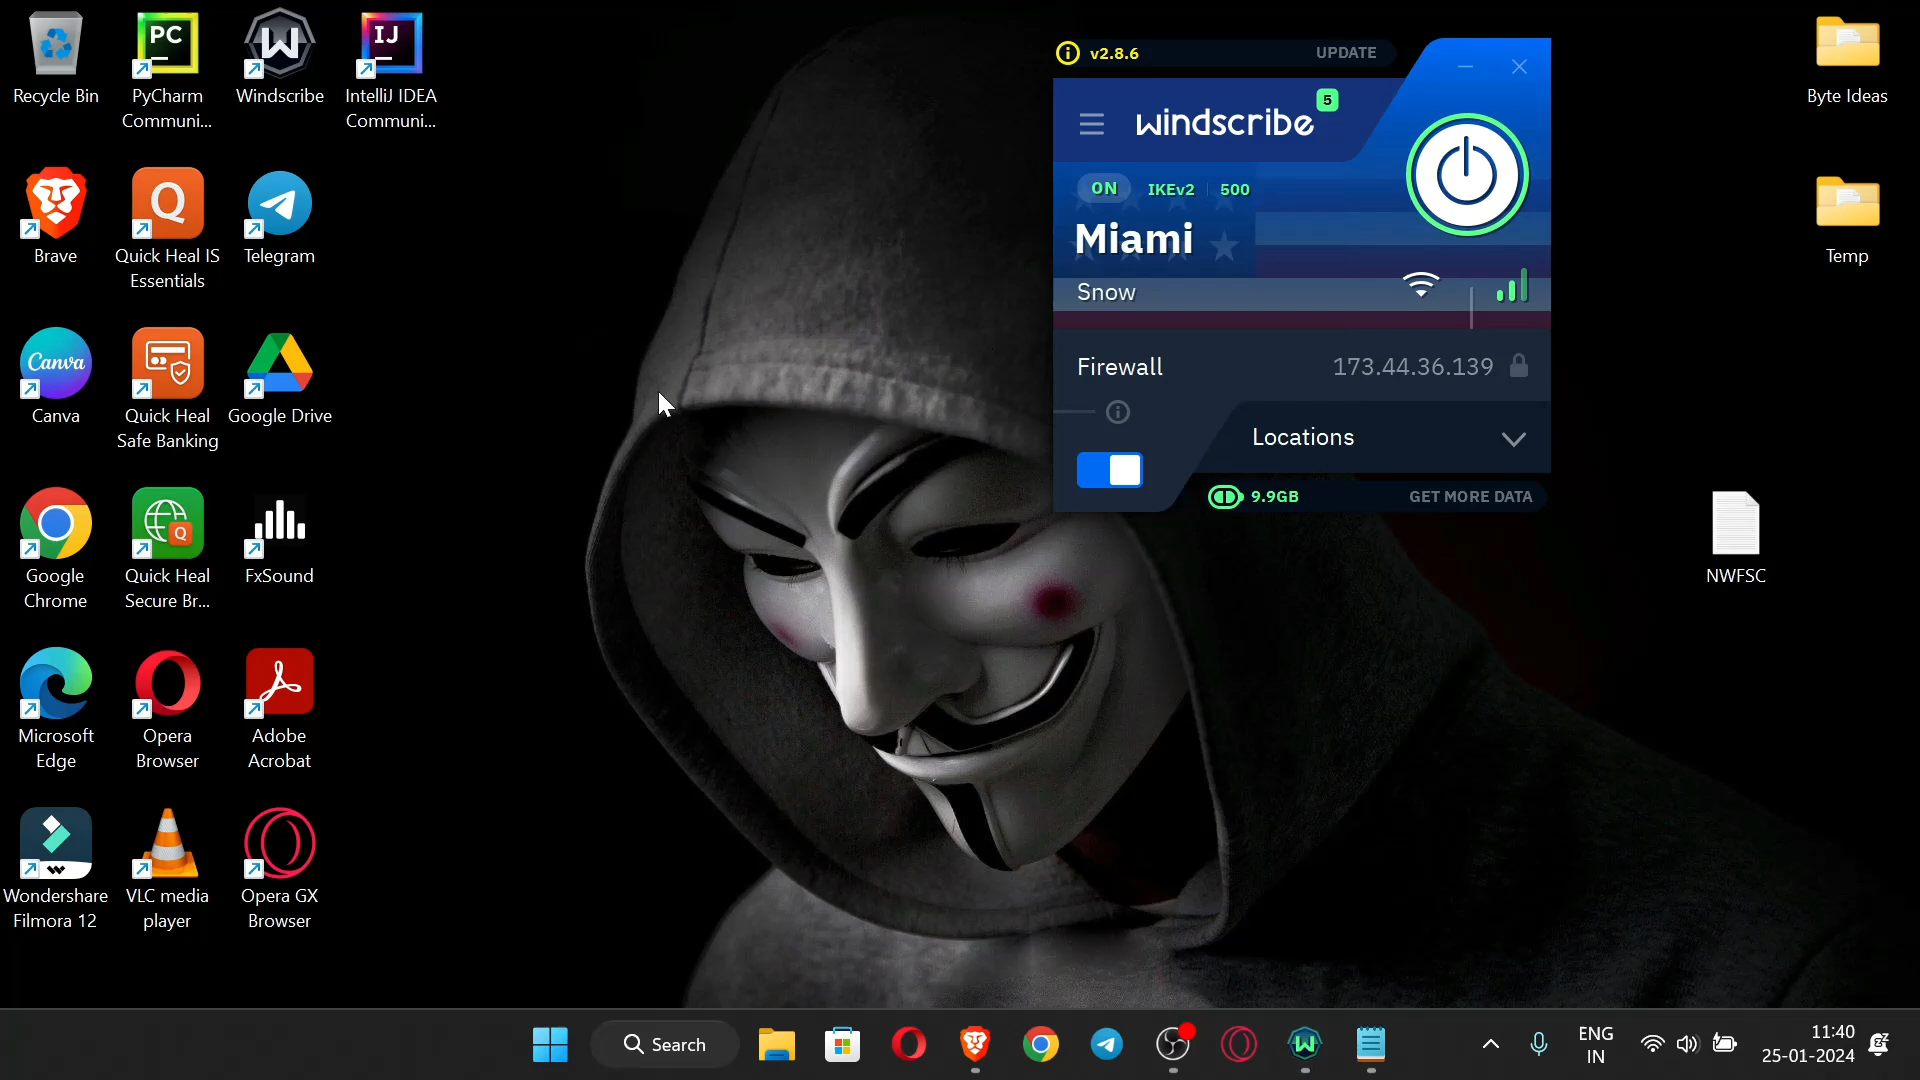 Recycle Bin
PC
PyCharm
Communi...
Windscribe
IJ
IntelliJ IDEA
Communi...
Brave
Q
Quick Heal IS
Essentials
Telegram
Canva
Canva
Quick Heal
Safe Banking
Google Drive
Google
Chrome
Q
Quick Heal
Secure Br...
FxSound
Microsoft
Edge
Opera
Browser
Adobe
Acrobat
Wondershare
Filmora 12
VLC media
player
Opera GX
Browser
v2.8.6
UPDATE
windscribe
5
ON
IKEv2
500
Miami
Snow
Firewall
173.44.36.139
Locations
9.9GB
GET MORE DATA
Byte Ideas
Temp
NWFSC
Search
ENG
IN
11:40
25-01-2024